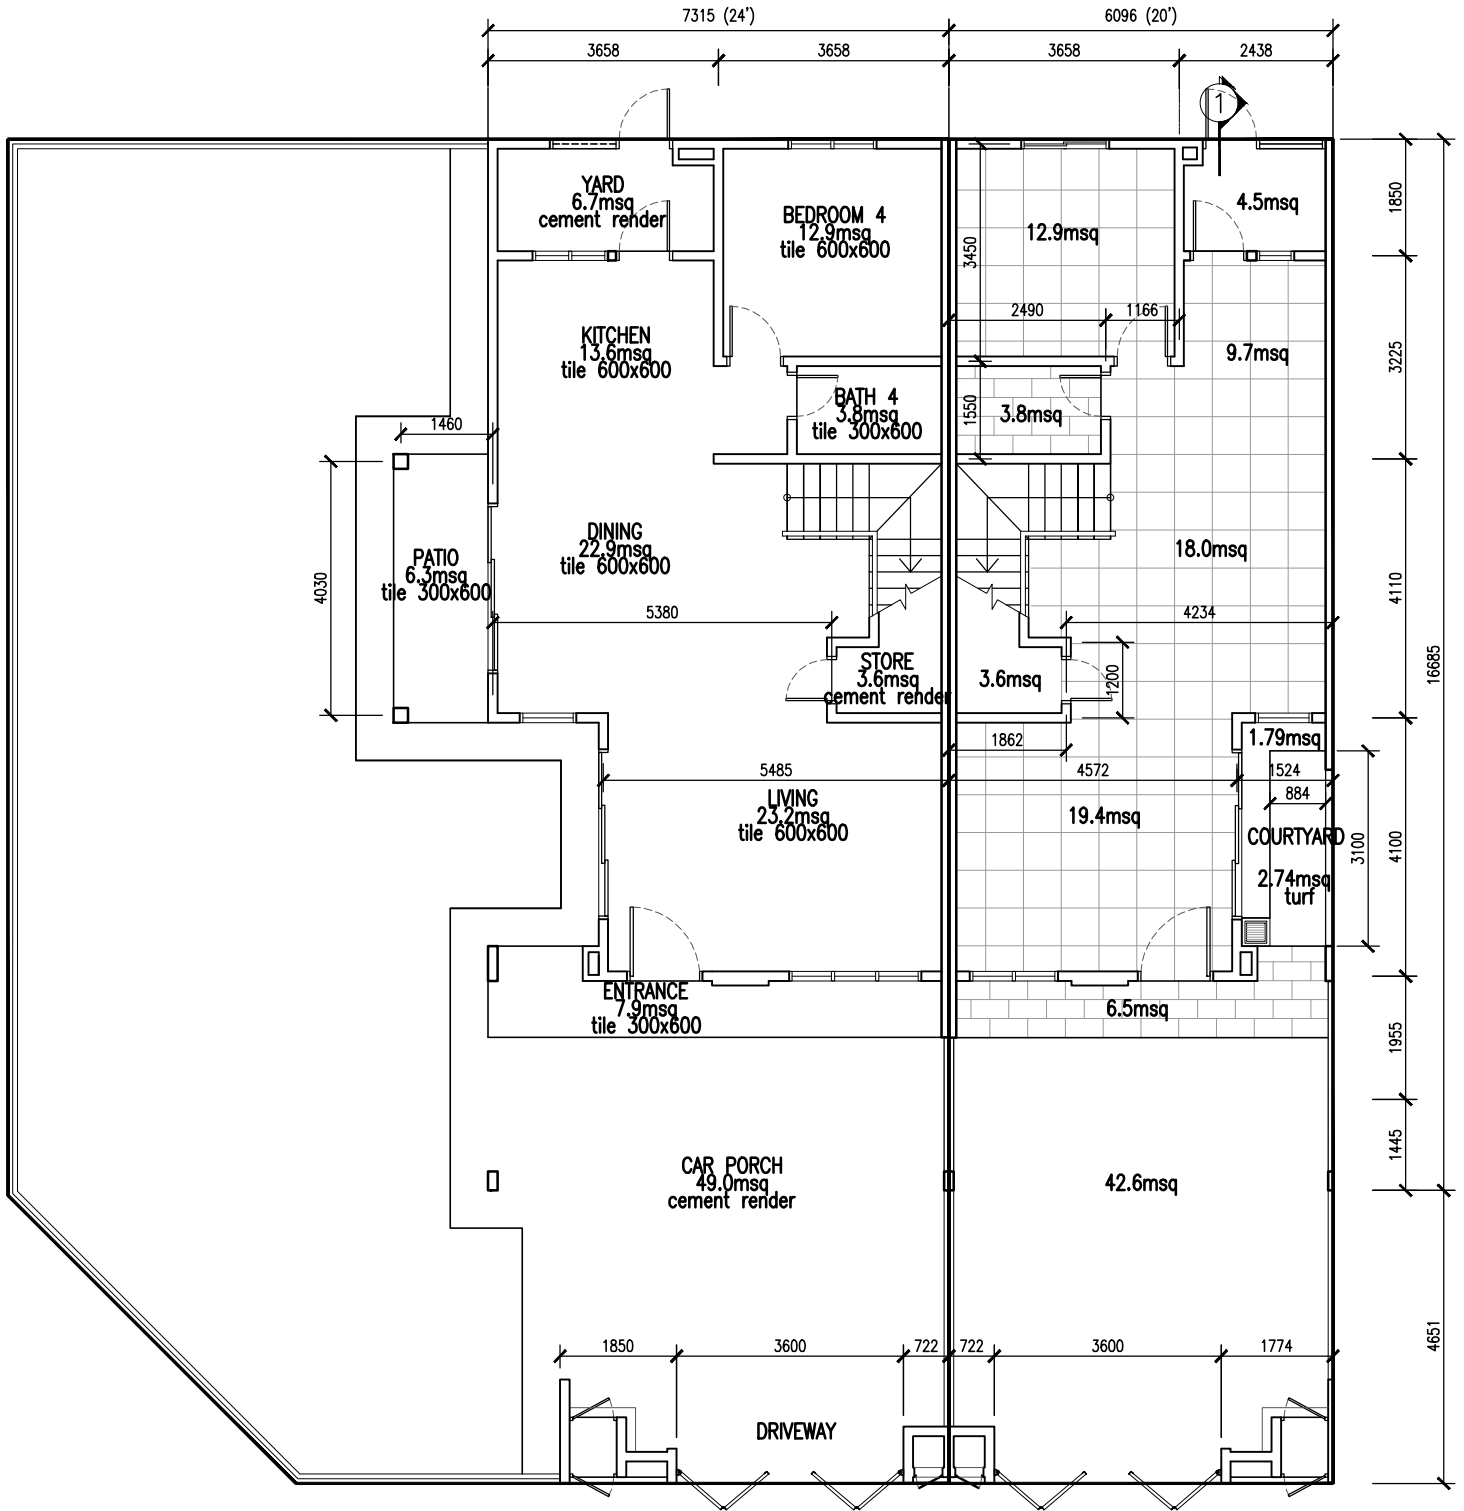 7315 (24')
6096 (20')
3658
3658
3658
2438
1
YARD
6.7msq
cement render
BEDROOM 4
12.9msq
tile 600x600
12.9msq
4.5msq
1850
3450
2490
1166
KITCHEN
13.6msq
tile 600x600
9.7msq
3225
BATH 4
3.8msq
tile 300x600
1550
3.8msq
1460
DINING
22.9msq
tile 600x600
18.0msq
PATIO
6.3msq
tile 300x600
4030
4110
5380
4234
STORE
3.6msq
cement render
3.6msq
1200
16685
1862
1.79msq
5485
4572
1524
884
LIVING
23.2msq
tile 600x600
19.4msq
COURTYARD
2.74msq
turf
3100
4100
ENTRANCE
7.9msq
tile 300x600
6.5msq
1955
1445
CAR PORCH
49.0msq
cement render
42.6msq
4651
1850
3600
722
722
3600
1774
DRIVEWAY